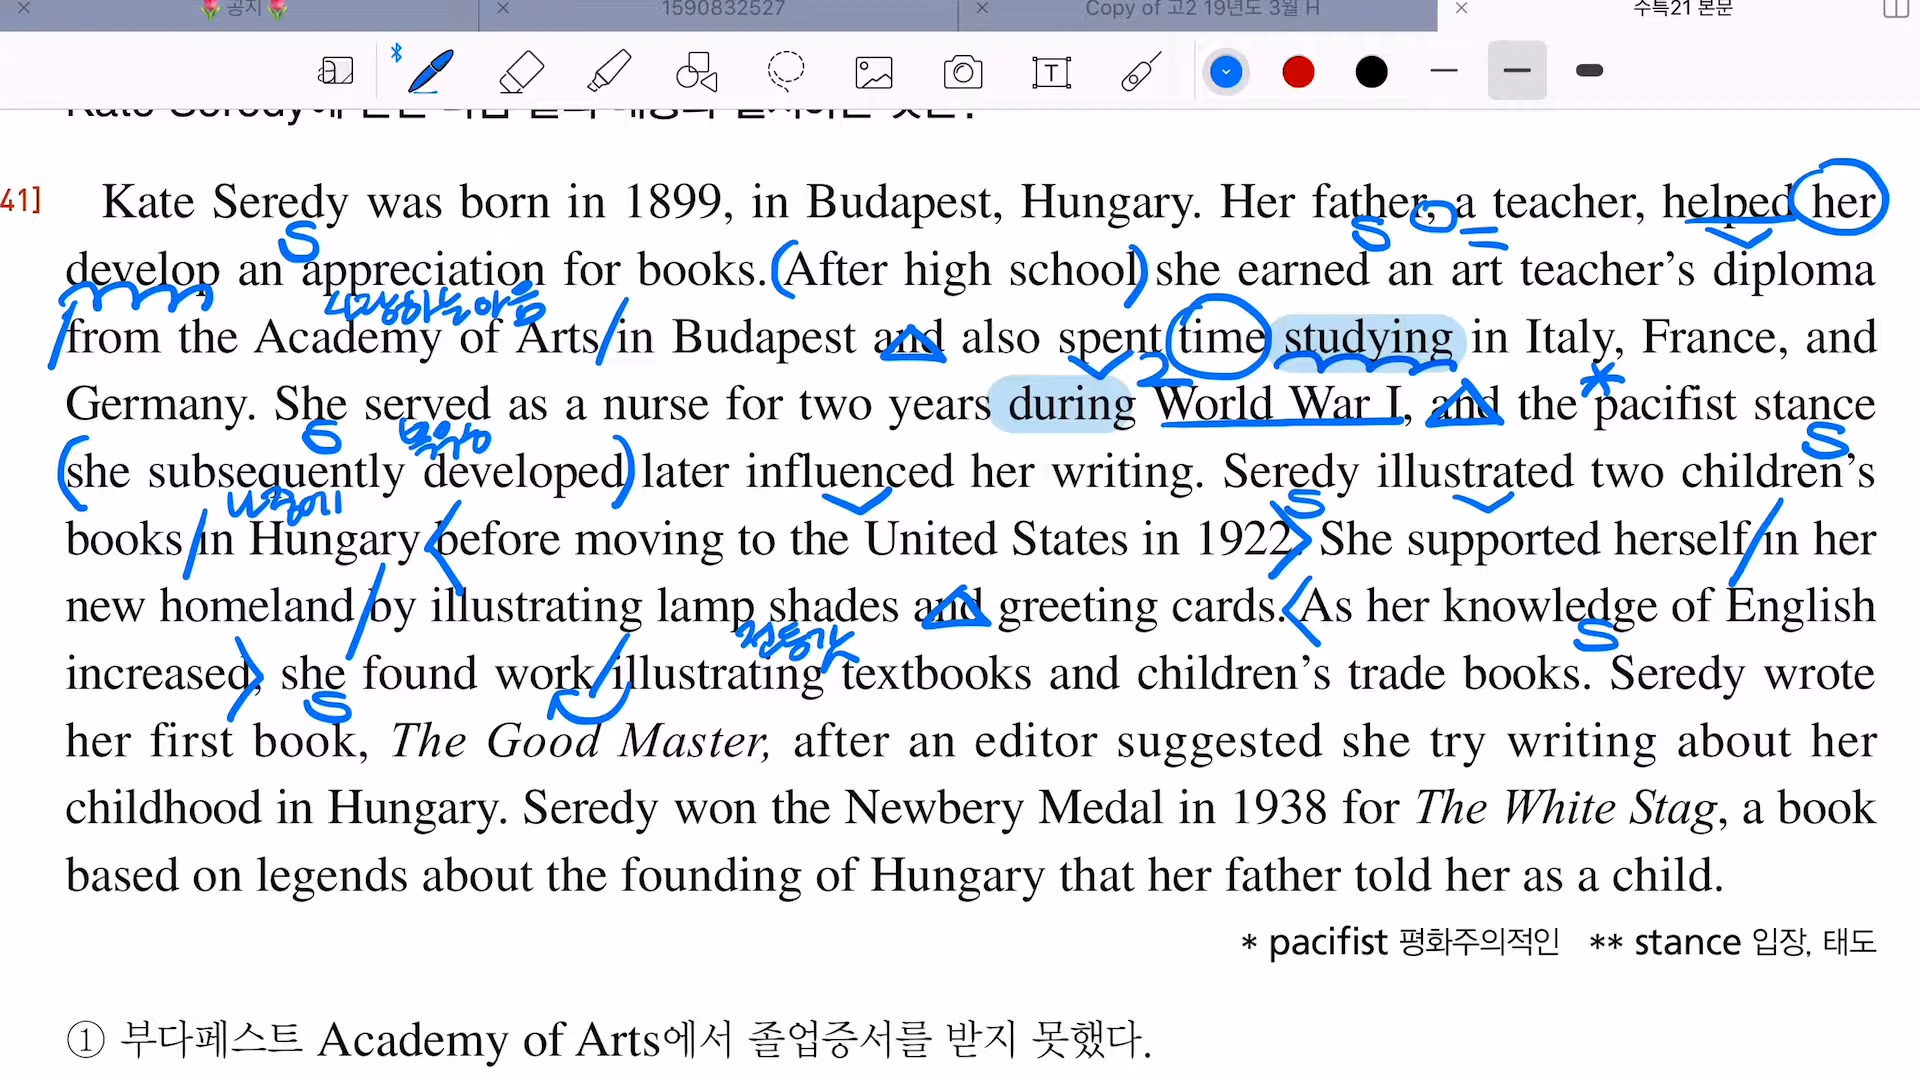 공지
1590832527
Copy of 고2 19년도 3월 H
수특21 본문
T
41]
Kate Seredy was born in 1899, in Budapest, Hungary. Her father, a teacher, helped her
develop an appreciation for books. (After high school) she earned an art teacher's diploma
from the Academy of Arts / in Budapest and also spent time studying in Italy, France, and
Germany. She served as a nurse for two years during World War I, and the *pacifist stance
(she subsequently developed) later influenced her writing. Seredy illustrated two children's
books / in Hungary before moving to the United States in 1922. She supported herself / in her
new homeland / by illustrating lamp shades and greeting cards. As her knowledge of English
increased, she found work / illustrating textbooks and children's trade books. Seredy wrote
her first book, The Good Master, after an editor suggested she try writing about her
childhood in Hungary. Seredy won the Newbery Medal in 1938 for The White Stag, a book
based on legends about the founding of Hungary that her father told her as a child.
* pacifist 평화주의적인 ** stance 입장, 태도
① 부다페스트 Academy of Arts에서 졸업증서를 받지 못했다.